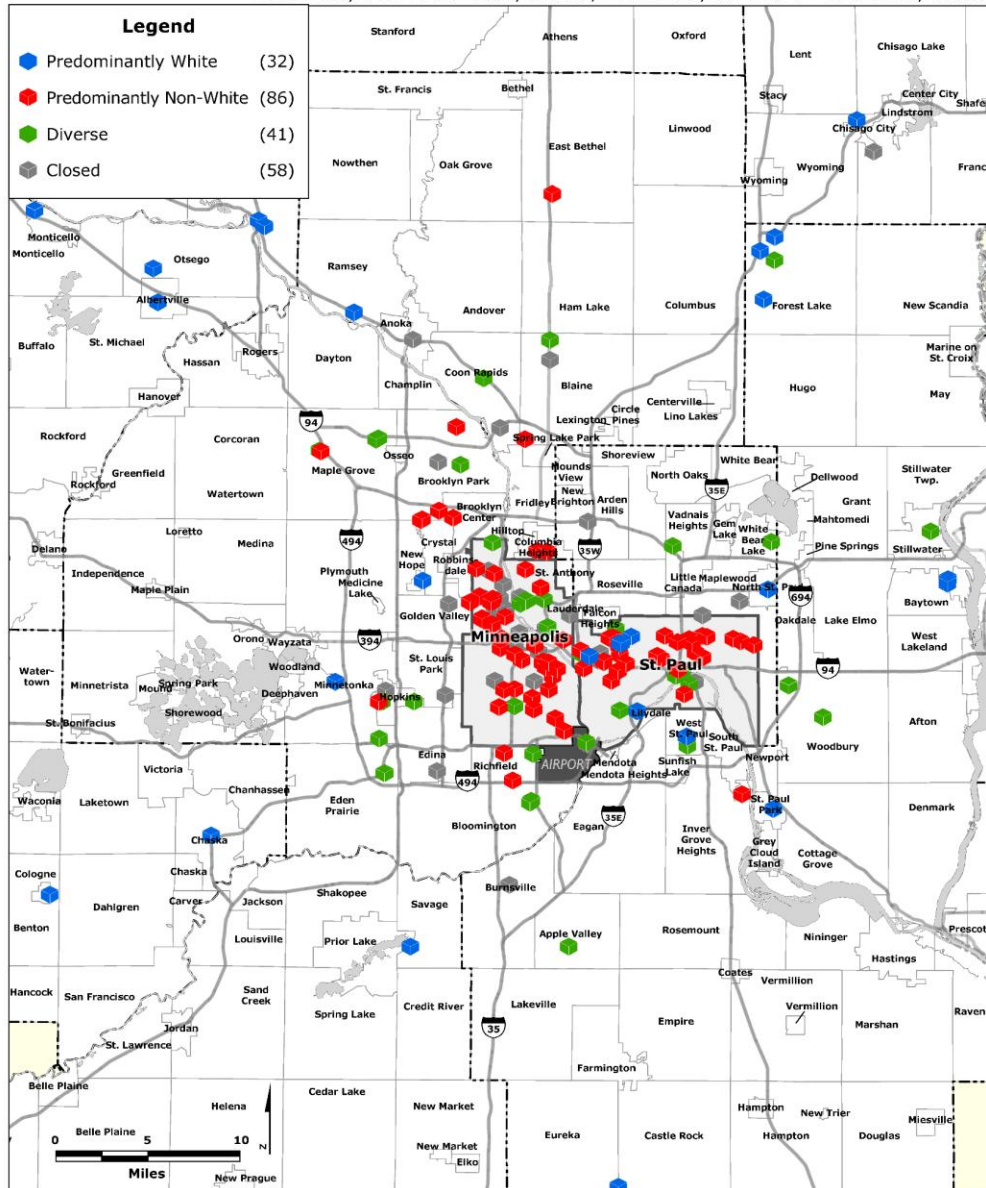 Legend
Predominantly White (32)
Predominantly Non-White (86)
Diverse (41)
Closed (58)
Stanford
Athens
Oxford
Lent
Chisago Lake
St. Francis
Bethel
Stacy
Center City
Lindstrom
Shafe
Chisago City
Linwood
East Bethel
Nowthen
Oak Grove
Wyoming
Wyoming
Franc
Monticello
Monticello
Otsego
Ramsey
Albertville
Andover
Ham Lake
Columbus
Forest Lake
New Scandia
Buffalo
St. Michael
Anoka
Marine on
St. Croix
Rogers
Hassan
Dayton
Coon Rapids
Champlin
Blaine
Hugo
May
Hanover
Centerville
Lino Lakes
Circle
Pines
Lexington
94
Rockford
Corcoran
Osseo
Spring Lake Park
Shoreview
Maple Grove
Greenfield
Rockford
Watertown
Brooklyn Park
Mounds
View
North Oaks
White Bear
Dellwood
Stillwater
Twp.
New
Brighton
Arden
Hills
35E
Grant
Brooklyn
Center
Fridley
Vadnais
Heights
Gem
Lake
White
Bear
Lake
Mahtomedi
Loretto
Medina
Crystal
Hilltop
Columbia
Heights
35W
Pine Springs
Stillwater
Delano
494
New
Hope
Robbins
dale
St. Anthony
Independence
Maple Plain
Plymouth
Medicine
Lake
Roseville
Little
Canada
Maplewood
North St. Paul
694
Baytown
Golden Valley
Lauderdale
Falcon
Heights
Oakdale
Lake Elmo
Orono
Wayzata
394
Minneapolis
West
Lakeland
Water-
town
Minnetrista
Mound
Spring Park
Woodland
Deephaven
Minnetonka
St. Louis
Park
St. Paul
94
Shorewood
Hopkins
St. Bonifacius
Lilydale
West
St. Paul
South
St. Paul
Afton
Woodbury
Victoria
Edina
Richfield
AIRPORT
Mendota
Mendota Heights
Sunfish
Lake
Newport
Waconia
Laketown
Chanhassen
Eden
Prairie
494
St. Paul
Park
Denmark
Bloomington
Eagan
35E
Inver
Grove
Heights
Grey
Cloud
Island
Cottage
Grove
Chaska
Cologne
Chaska
Benton
Dahlgren
Carver
Jackson
Shakopee
Savage
Burnsville
Louisville
Prior Lake
Apple Valley
Rosemount
Nininger
Prescot
Hastings
Coates
Vermillion
Hancock
San Francisco
Sand
Creek
Spring Lake
Credit River
Lakeville
Empire
Vermillion
Marshan
Raven
Jordan
St. Lawrence
35
Farmington
Belle Plaine
Cedar Lake
Helena
New Market
Hampton
New Trier
Miesville
Belle Plaine
Eureka
Castle Rock
Hampton
Douglas
New Market
Elko
New Prague
0 5 10
Miles
N